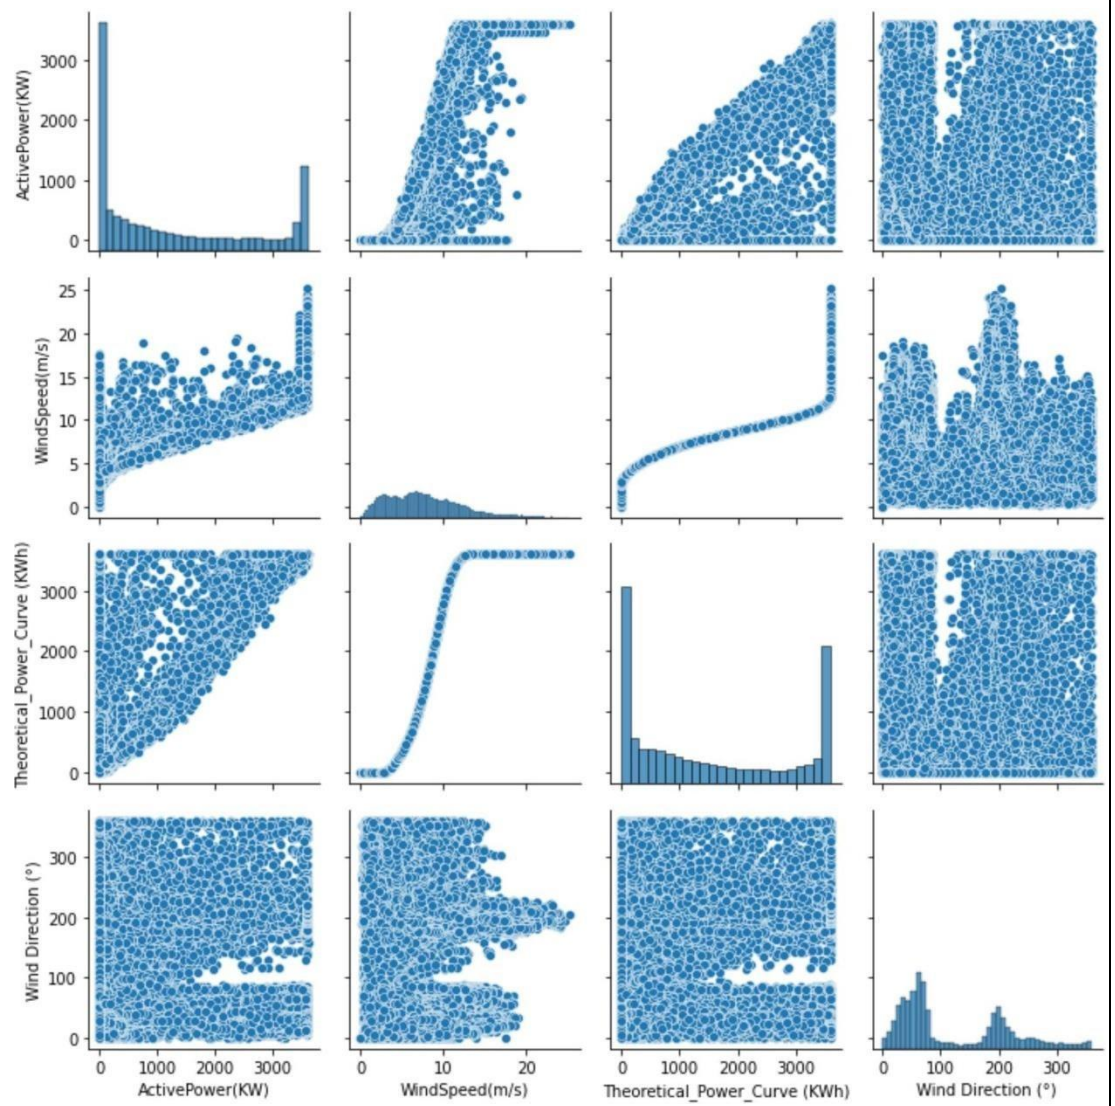 ActivePower(KW)
3000
2000
1000
0
WindSpeed(m/s)
25
20
15
10
5
0
Theoretical_Power_Curve (KWh)
3000
2000
1000
0
Wind Direction (°)
300
200
100
0
0 1000 2000 3000
0 10 20
0 1000 2000 3000
0 100 200 300
ActivePower(KW)
WindSpeed(m/s)
Theoretical_Power_Curve (KWh)
Wind Direction (°)